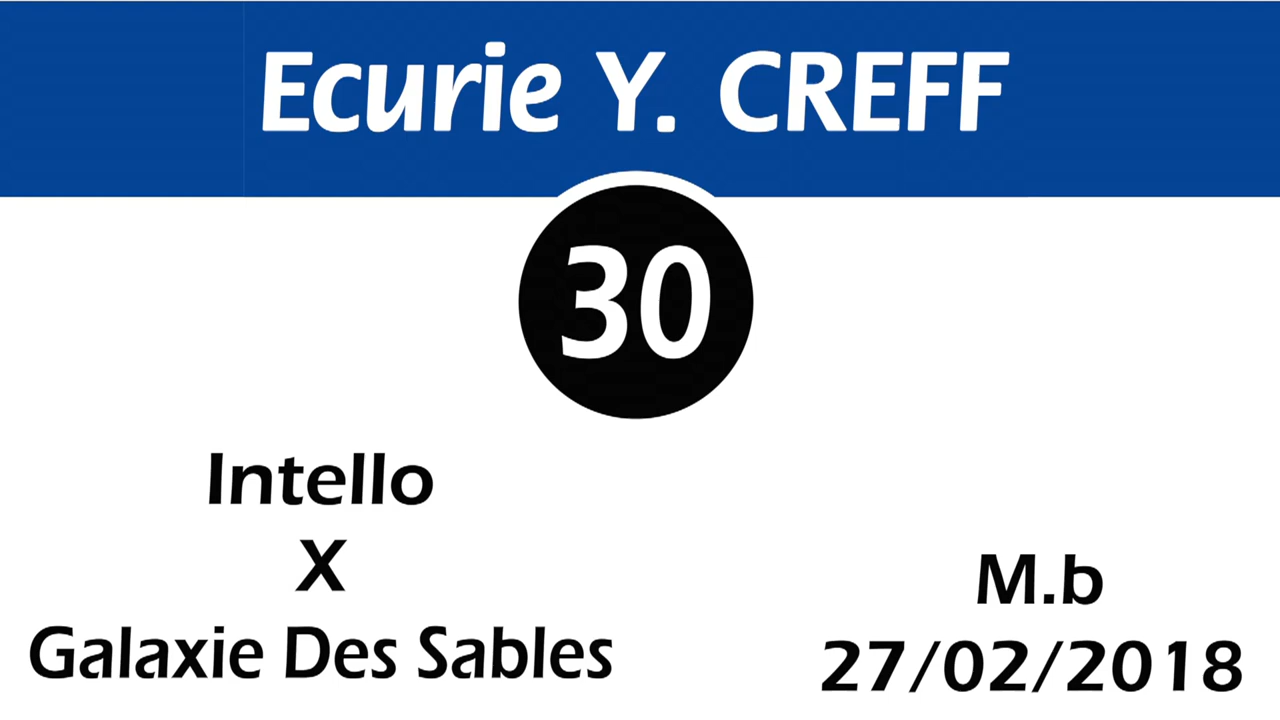 Ecurie Y. CREFF
30
Intello
X
Galaxie Des Sables
M.b
27/02/2018